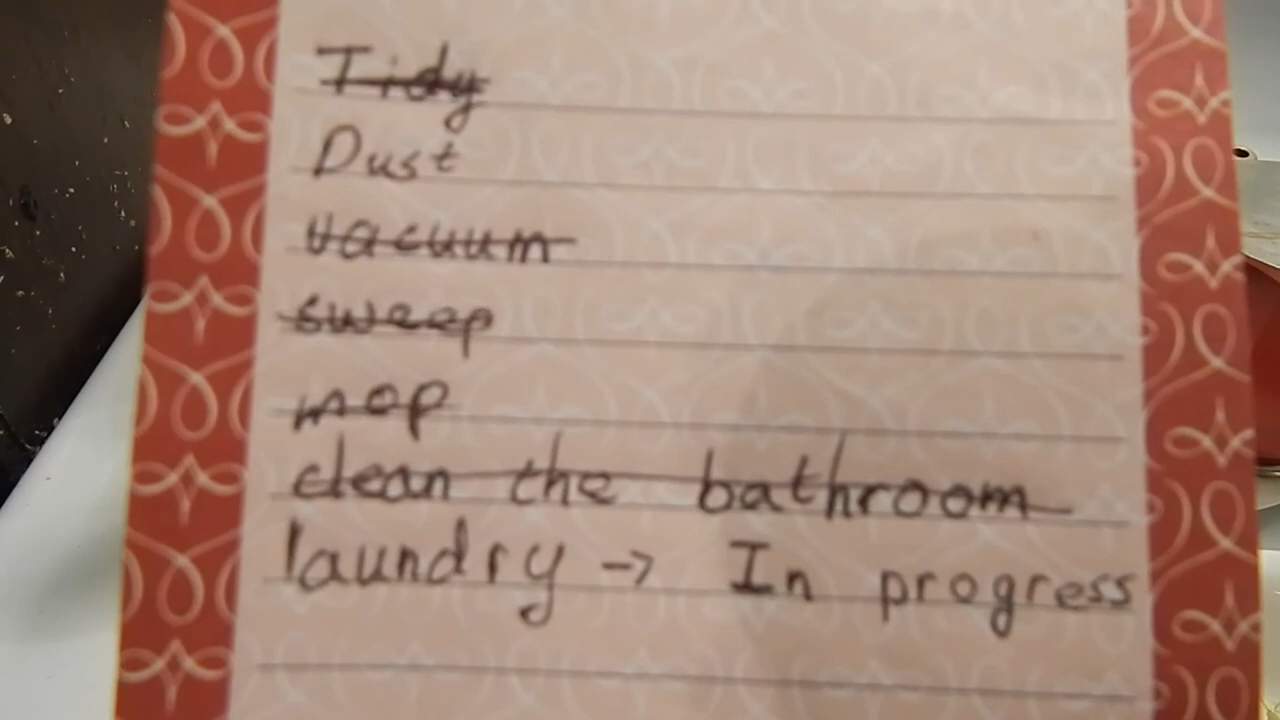 Tidy
Dust
vacuum
sweep
mop
clean the bathroom
laundry -> In progress